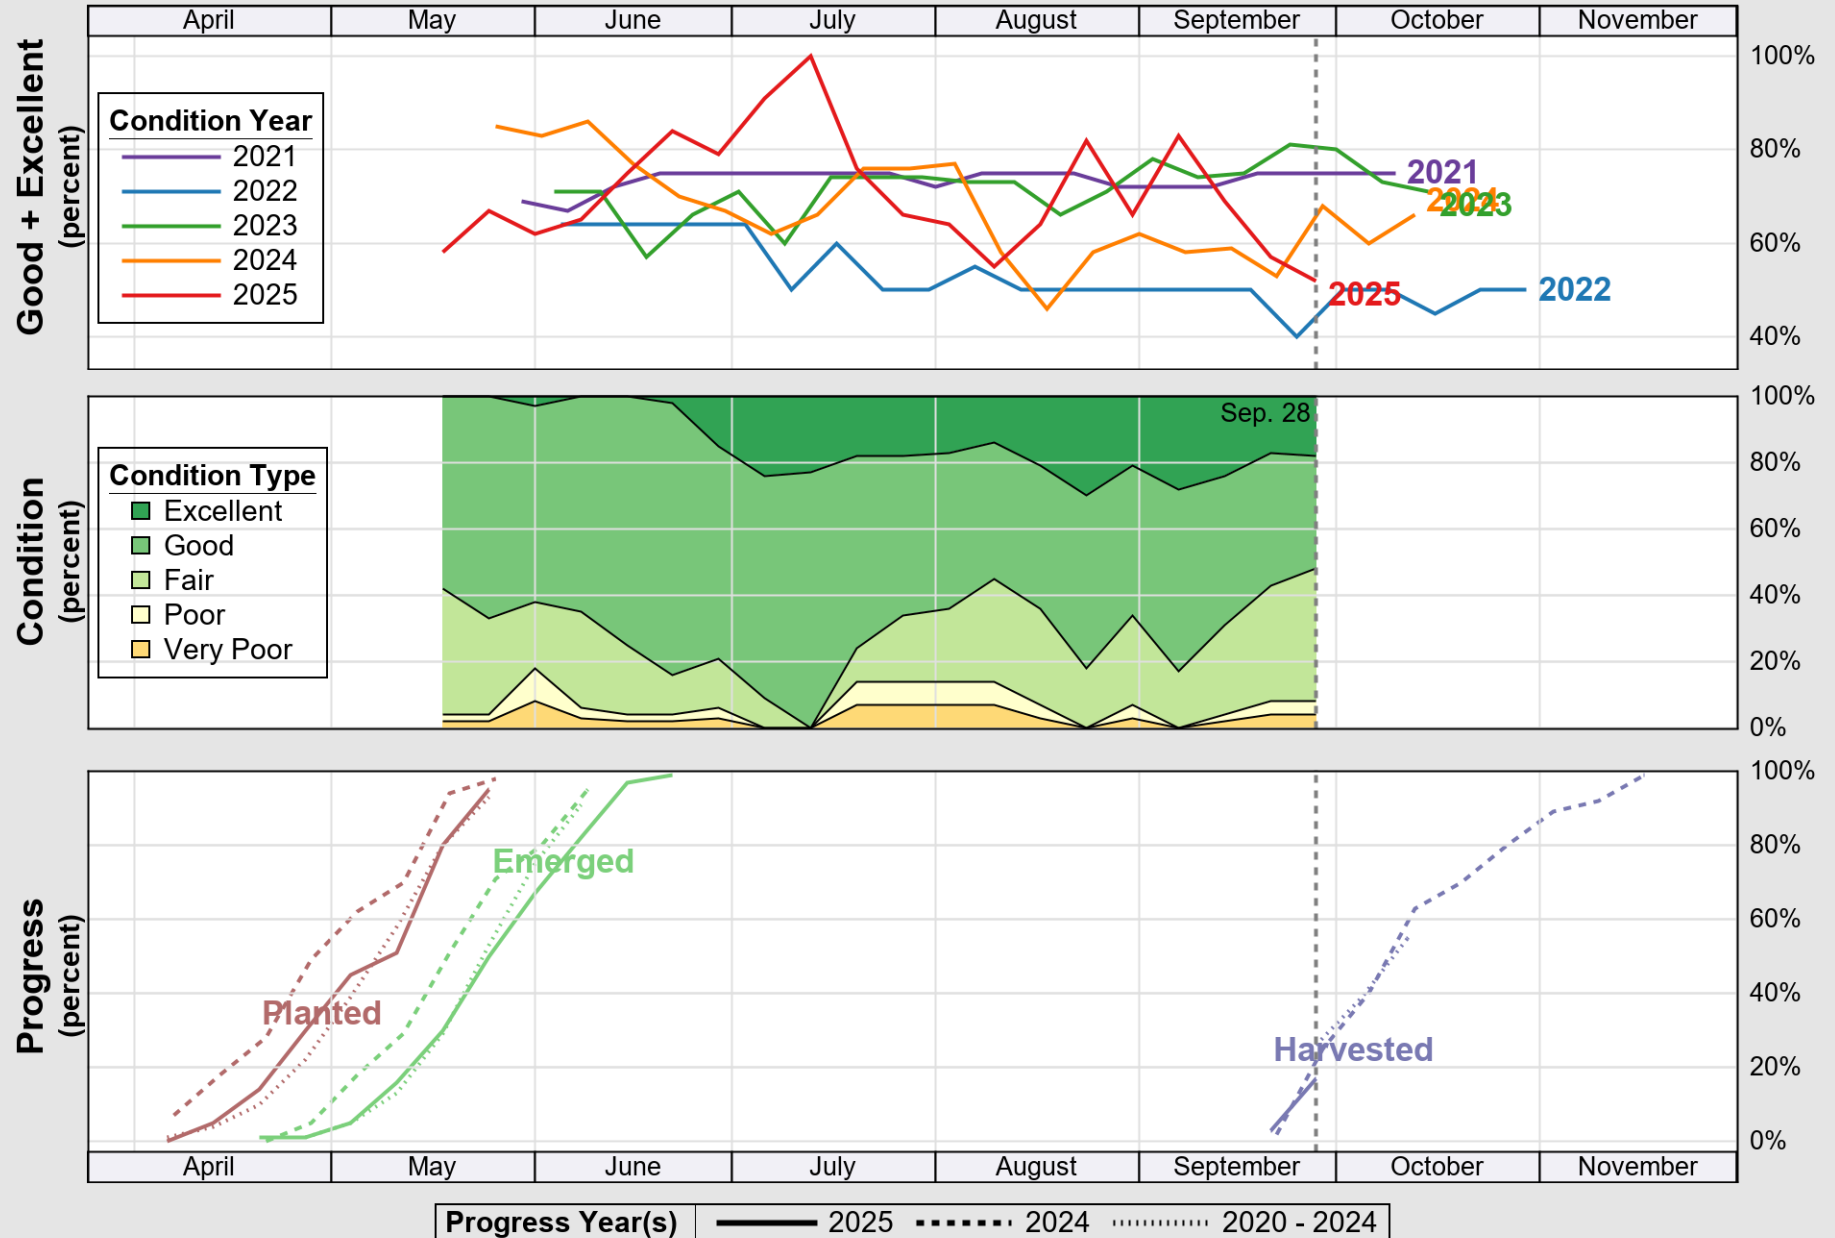 April May June July August September October November
Good + Excellent
(percent)
100%
80%
60%
40%
Condition Year
2021
2022
2023
2024
2025
2021
2024
2023
2025
2022
Condition
(percent)
100%
80%
60%
40%
20%
0%
Sep. 28
Condition Type
Excellent
Good
Fair
Poor
Very Poor
Progress
(percent)
100%
80%
60%
40%
20%
0%
Emerged
Planted
Harvested
April May June July August September October November
Progress Year(s) 2025 2024 2020 - 2024